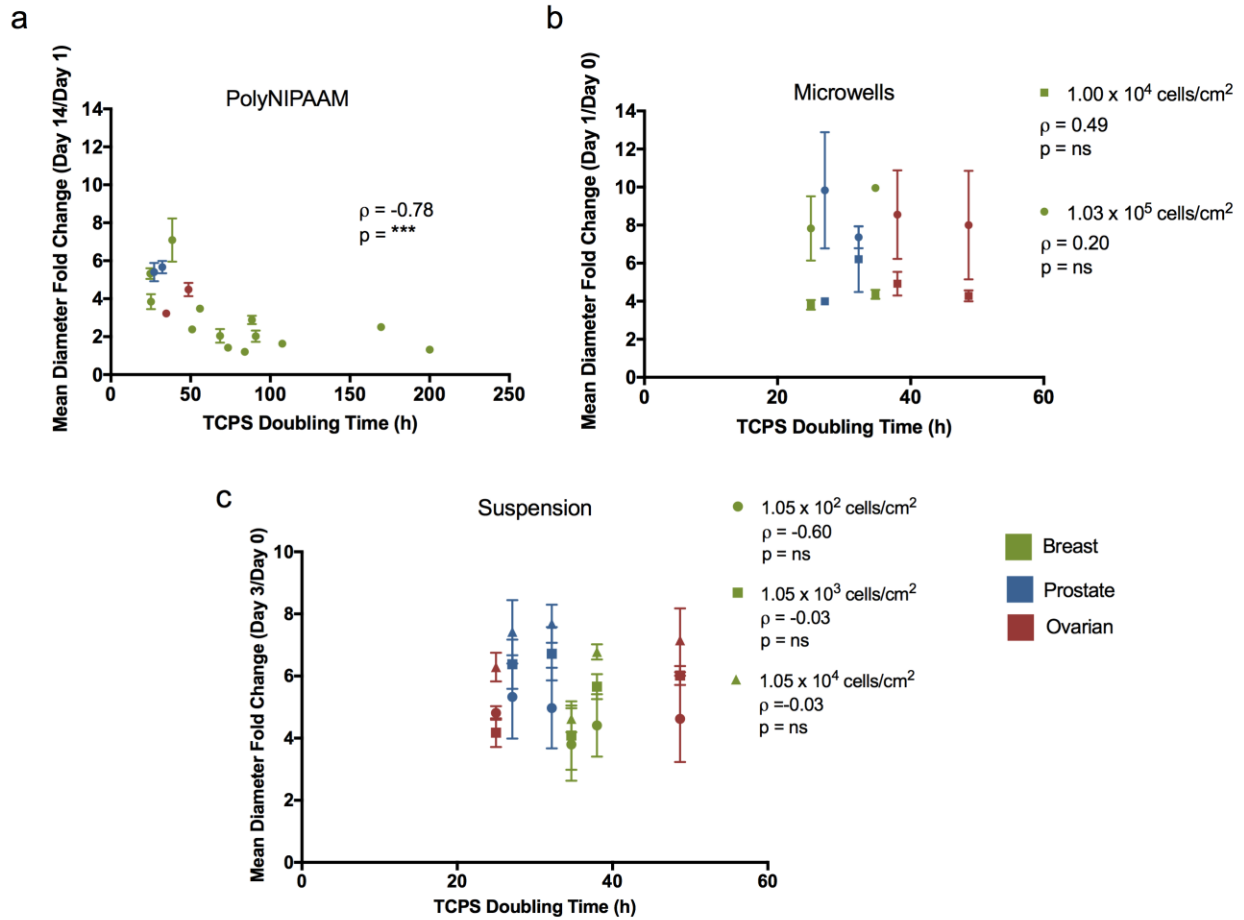 a
PolyNIPAAM
Mean Diameter Fold Change (Day 14/Day 1)
14
12
10
8
6
4
2
0
ρ = -0.78
p = ***
0 50 100 150 200 250
TCPS Doubling Time (h)
b
Microwells
Mean Diameter Fold Change (Day 1/Day 0)
14
12
10
8
6
4
2
0
0 20 40 60
TCPS Doubling Time (h)
1.00 x 10⁴ cells/cm²
ρ = 0.49
p = ns
1.03 x 10⁵ cells/cm²
ρ = 0.20
p = ns
c
Suspension
Mean Diameter Fold Change (Day 3/Day 0)
10
8
6
4
2
0
0 20 40 60
TCPS Doubling Time (h)
1.05 x 10² cells/cm²
ρ = -0.60
p = ns
1.05 x 10³ cells/cm²
ρ = -0.03
p = ns
1.05 x 10⁴ cells/cm²
ρ =-0.03
p = ns
Breast
Prostate
Ovarian